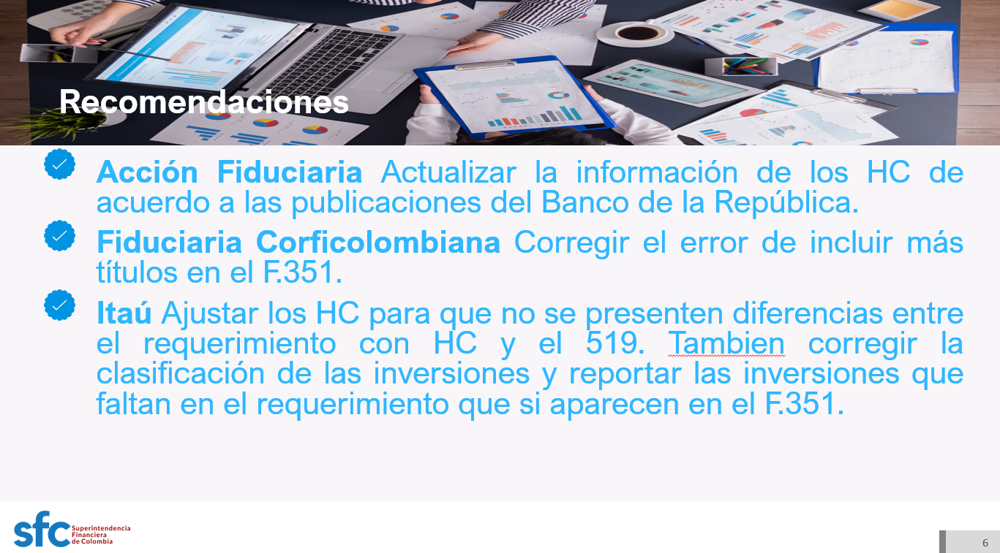 Recomendaciones
Acción Fiduciaria Actualizar la información de los HC de
acuerdo a las publicaciones del Banco de la República.
Fiduciaria Corficolombiana Corregir el error de incluir más
títulos en el F.351.
Itaú Ajustar los HC para que no se presenten diferencias entre
el requerimiento con HC y el 519. Tambien corregir la
clasificación de las inversiones y reportar las inversiones que
faltan en el requerimiento que si aparecen en el F.351.
sfc Superintendencia
Financiera
de Colombia
6